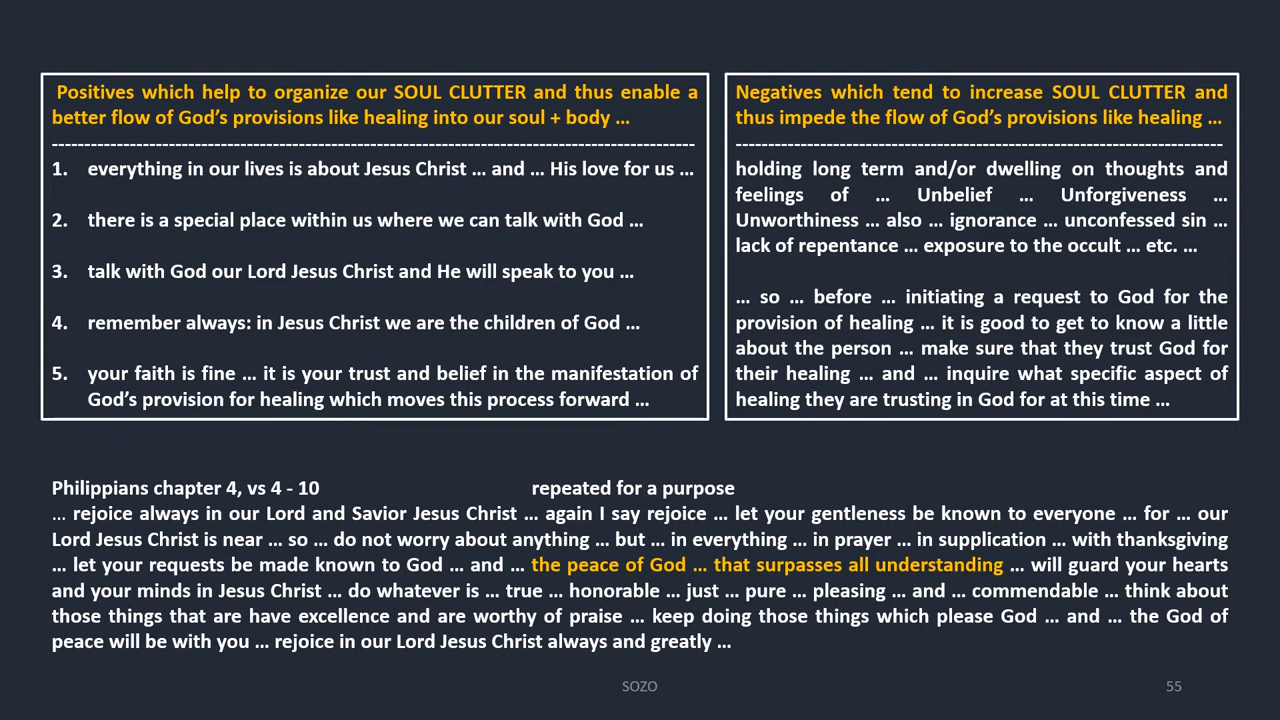 Positives which help to organize our SOUL CLUTTER and thus enable a
better flow of God's provisions like healing into our soul + body ...
----------------------------------------------------------------------------------------------------
1. everything in our lives is about Jesus Christ ... and ... His love for us ...
2. there is a special place within us where we can talk with God ...
3. talk with God our Lord Jesus Christ and He will speak to you ...
4. remember always: in Jesus Christ we are the children of God ...
5. your faith is fine ... it is your trust and belief in the manifestation of
God's provision for healing which moves this process forward ...
Negatives which tend to increase SOUL CLUTTER and
thus impede the flow of God's provisions like healing ...
----------------------------------------------------------------------------
holding long term and/or dwelling on thoughts and
feelings of ... Unbelief ... Unforgiveness ...
Unworthiness ... also ... ignorance ... unconfessed sin ...
lack of repentance ... exposure to the occult ... etc. ...
... so ... before ... initiating a request to God for the
provision of healing ... it is good to get to know a little
about the person ... make sure that they trust God for
their healing ... and ... inquire what specific aspect of
healing they are trusting in God for at this time ...
Philippians chapter 4, vs 4 - 10 repeated for a purpose
... rejoice always in our Lord and Savior Jesus Christ ... again I say rejoice ... let your gentleness be known to everyone ... for ... our
Lord Jesus Christ is near ... so ... do not worry about anything ... but ... in everything ... in prayer ... in supplication ... with thanksgiving
... let your requests be made known to God ... and ... the peace of God ... that surpasses all understanding ... will guard your hearts
and your minds in Jesus Christ ... do whatever is ... true ... honorable ... just ... pure ... pleasing ... and ... commendable ... think about
those things that are have excellence and are worthy of praise ... keep doing those things which please God ... and ... the God of
peace will be with you ... rejoice in our Lord Jesus Christ always and greatly ...
SOZO
55